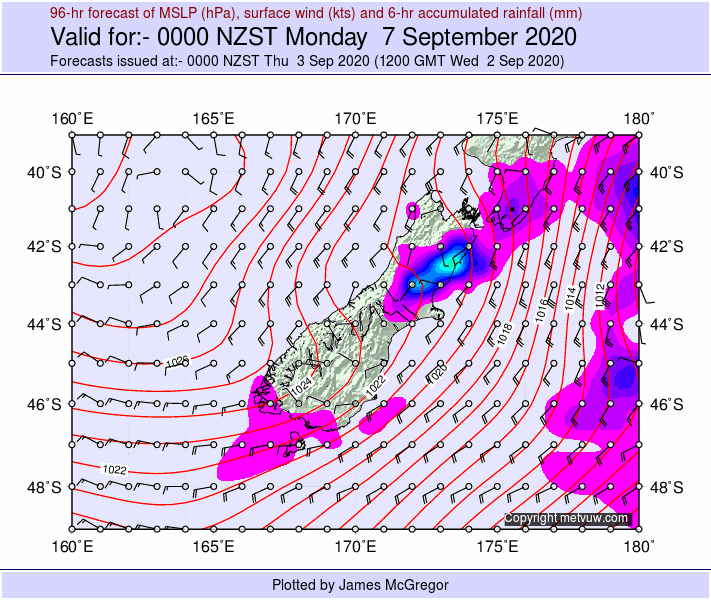 96-hr forecast of MSLP (hPa), surface wind (kts) and 6-hr accumulated rainfall (mm)
Valid for:- 0000 NZST Monday  7 September 2020
Forecasts issued at:- 0000 NZST Thu  3 Sep 2020 (1200 GMT Wed  2 Sep 2020)
160˚E 165˚E 170˚E 175˚E 180˚
40˚S 40˚S
42˚S 42˚S
1012
1014
1016
44˚S 44˚S
1018
1026
1020
1024
1022
46˚S 46˚S
1022
48˚S 48˚S
Copyright metvuw.com
160˚E 165˚E 170˚E 175˚E 180˚
Plotted by James McGregor